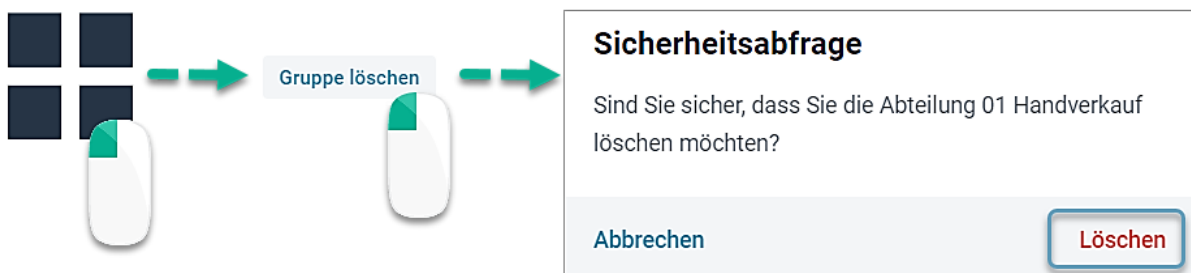 Gruppe löschen
Sicherheitsabfrage
Sind Sie sicher, dass Sie die Abteilung 01 Handverkauf
löschen möchten?
Abbrechen
Löschen